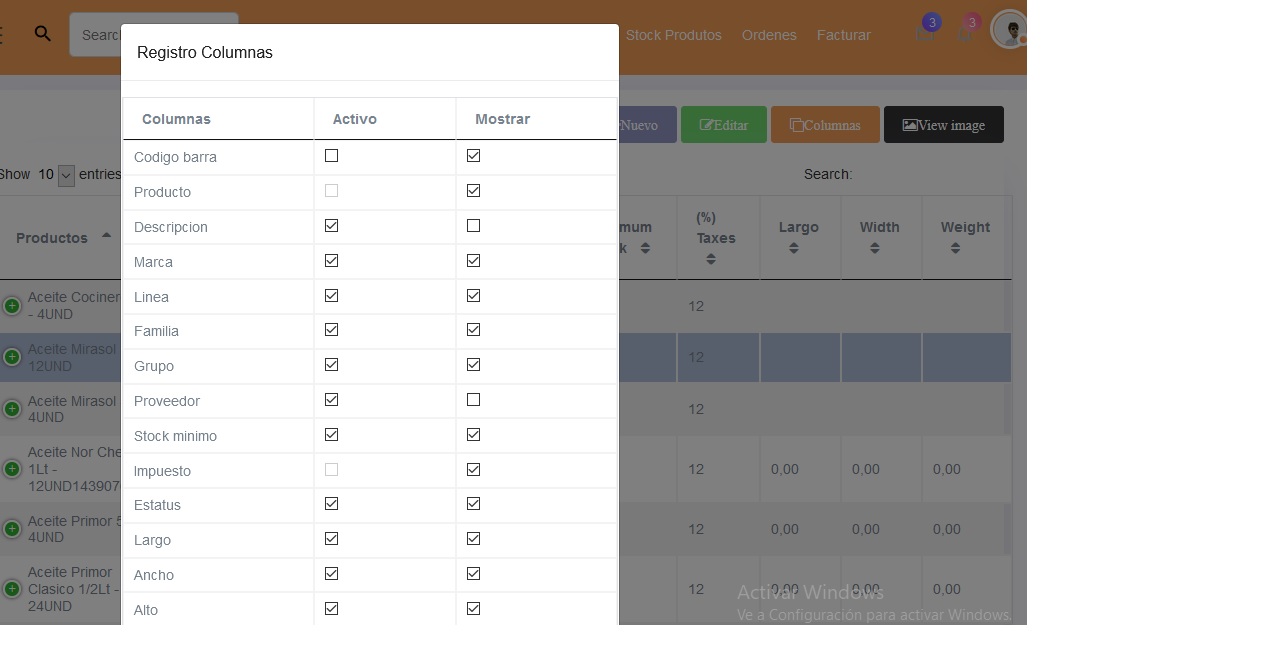 Search
Stock Produtos Ordenes Facturar 3 3
Registro Columnas
Nuevo Editar Columnas View image
Columnas Activo Mostrar
Show 10 entries
Search:
Codigo barra
Producto
Descripcion
Marca
Linea
Familia
Grupo
Proveedor
Stock minimo
Impuesto
Estatus
Largo
Ancho
Alto
Productos
(%)
Taxes
Largo Width Weight
Aceite Cociner
- 4UND
12
Aceite Mirasol
12UND
12
Aceite Mirasol
4UND
12
Aceite Nor Che
1Lt -
12UND143907
12 0,00 0,00 0,00
Aceite Primor 5
4UND
12 0,00 0,00 0,00
Aceite Primor
Clasico 1/2Lt -
24UND
12 0,00 0,00 0,00
Activar Windows
Ve a Configuración para activar Windows.